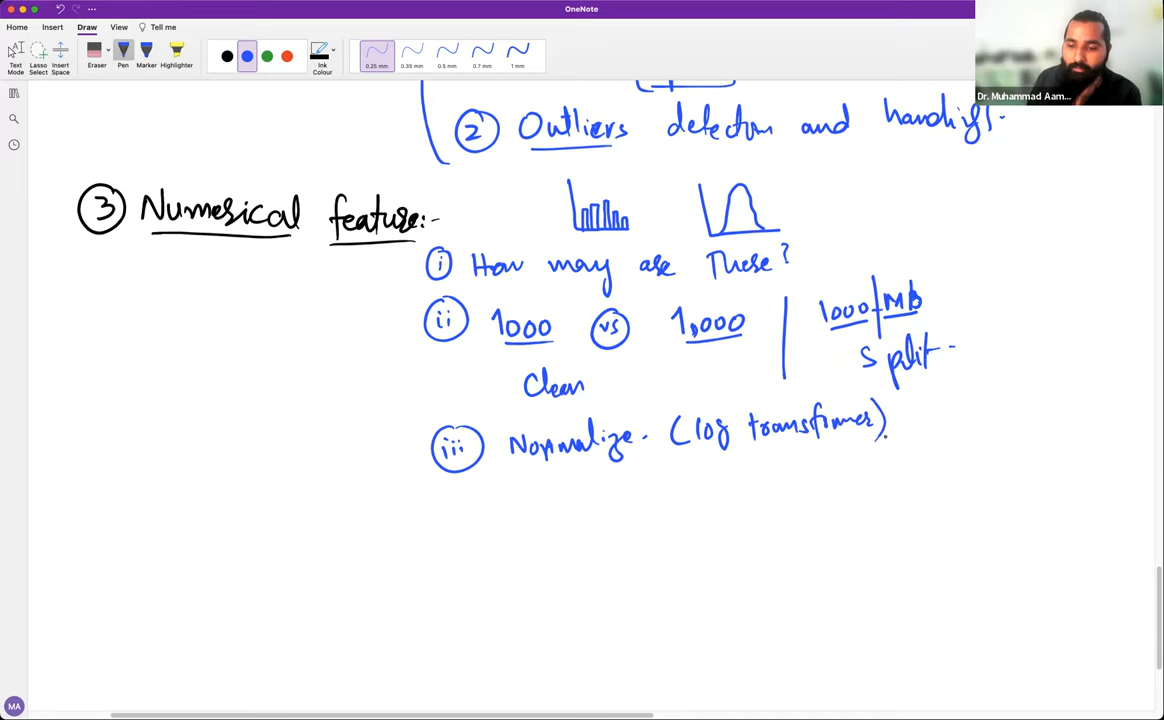 OneNote
Home Insert Draw View Tell me
Text Mode Lasso Select Insert Space Eraser Pen Marker Highlighter Ink Colour 0.25 mm 0.35 mm 0.5 mm 0.7 mm 1 mm
Dr. Muhammad Aam...
2 Outliers detection and
3 Numerical feature:-
i How may are These?
ii 1000 vs 1,000 1000 MB
Split -
Clean
iii Normalize. (log transformer)
MA